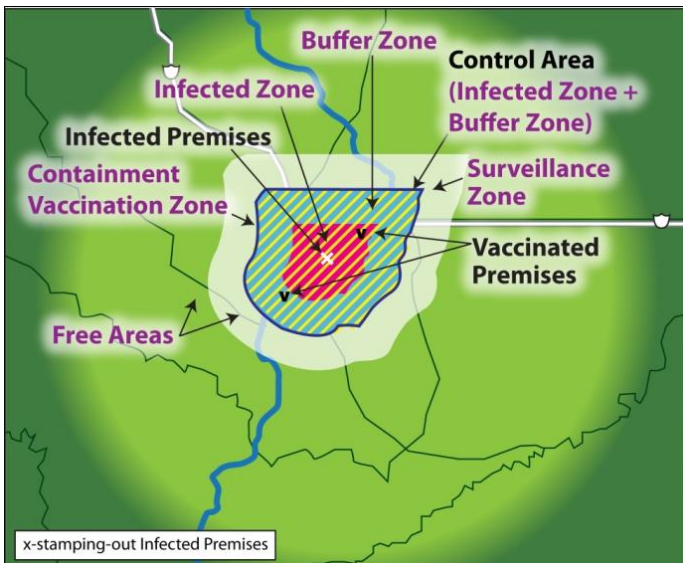 Buffer Zone
Control Area
(Infected Zone +
Buffer Zone)
Infected Zone
Infected Premises
Containment
Vaccination Zone
Surveillance
Zone
x
v
Vaccinated
Premises
v
Free Areas
x-stamping-out Infected Premises